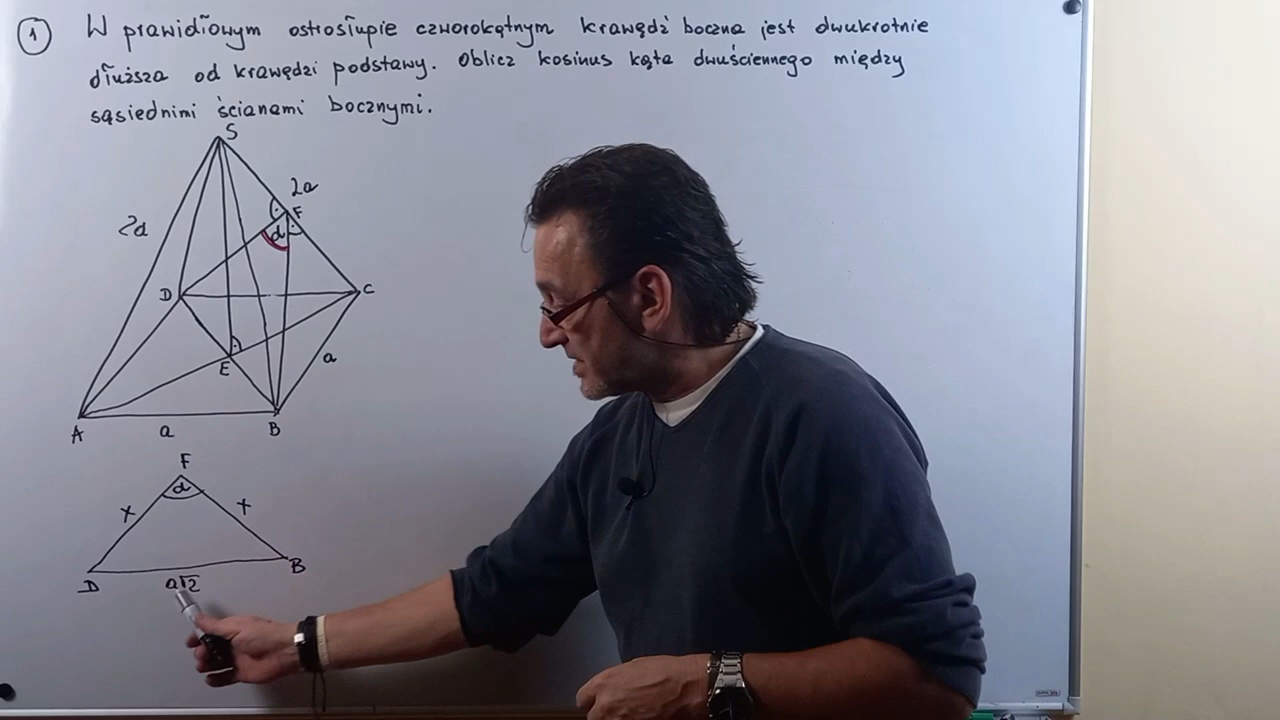 1 W prawidłowym ostrosłupie czworokątnym krawędź boczna jest dwukrotnie
dłuższa od krawędzi podstawy. Oblicz kosinus kąta dwuściennego między
sąsiednimi ścianami bocznymi.
S
2a
2a
F
α
D
C
E
a
A
a
B
F
α
x
x
D
B
a√2